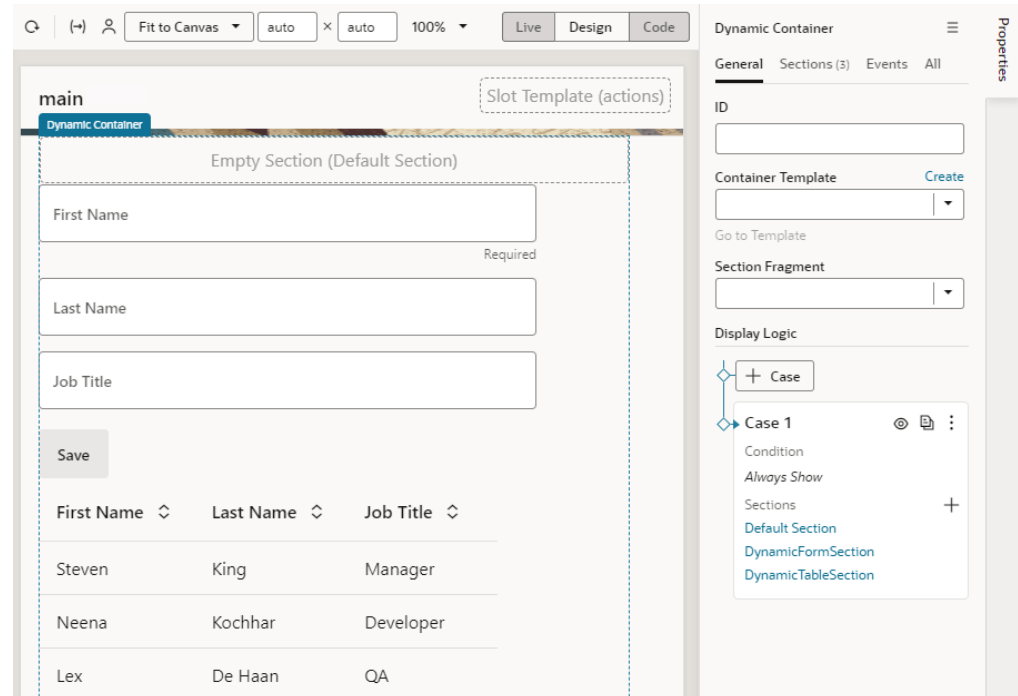 Fit to Canvas
auto
×
auto
100%
Live
Design
Code
main
Slot Template (actions)
Dynamic Container
Empty Section (Default Section)
First Name
Required
Last Name
Job Title
Save
First Name
Last Name
Job Title
Steven
King
Manager
Neena
Kochhar
Developer
Lex
De Haan
QA
Dynamic Container
General
Sections (3)
Events
All
ID
Container Template
Create
Go to Template
Section Fragment
Display Logic
+ Case
Case 1
Condition
Always Show
Sections
Default Section
DynamicFormSection
DynamicTableSection
Properties